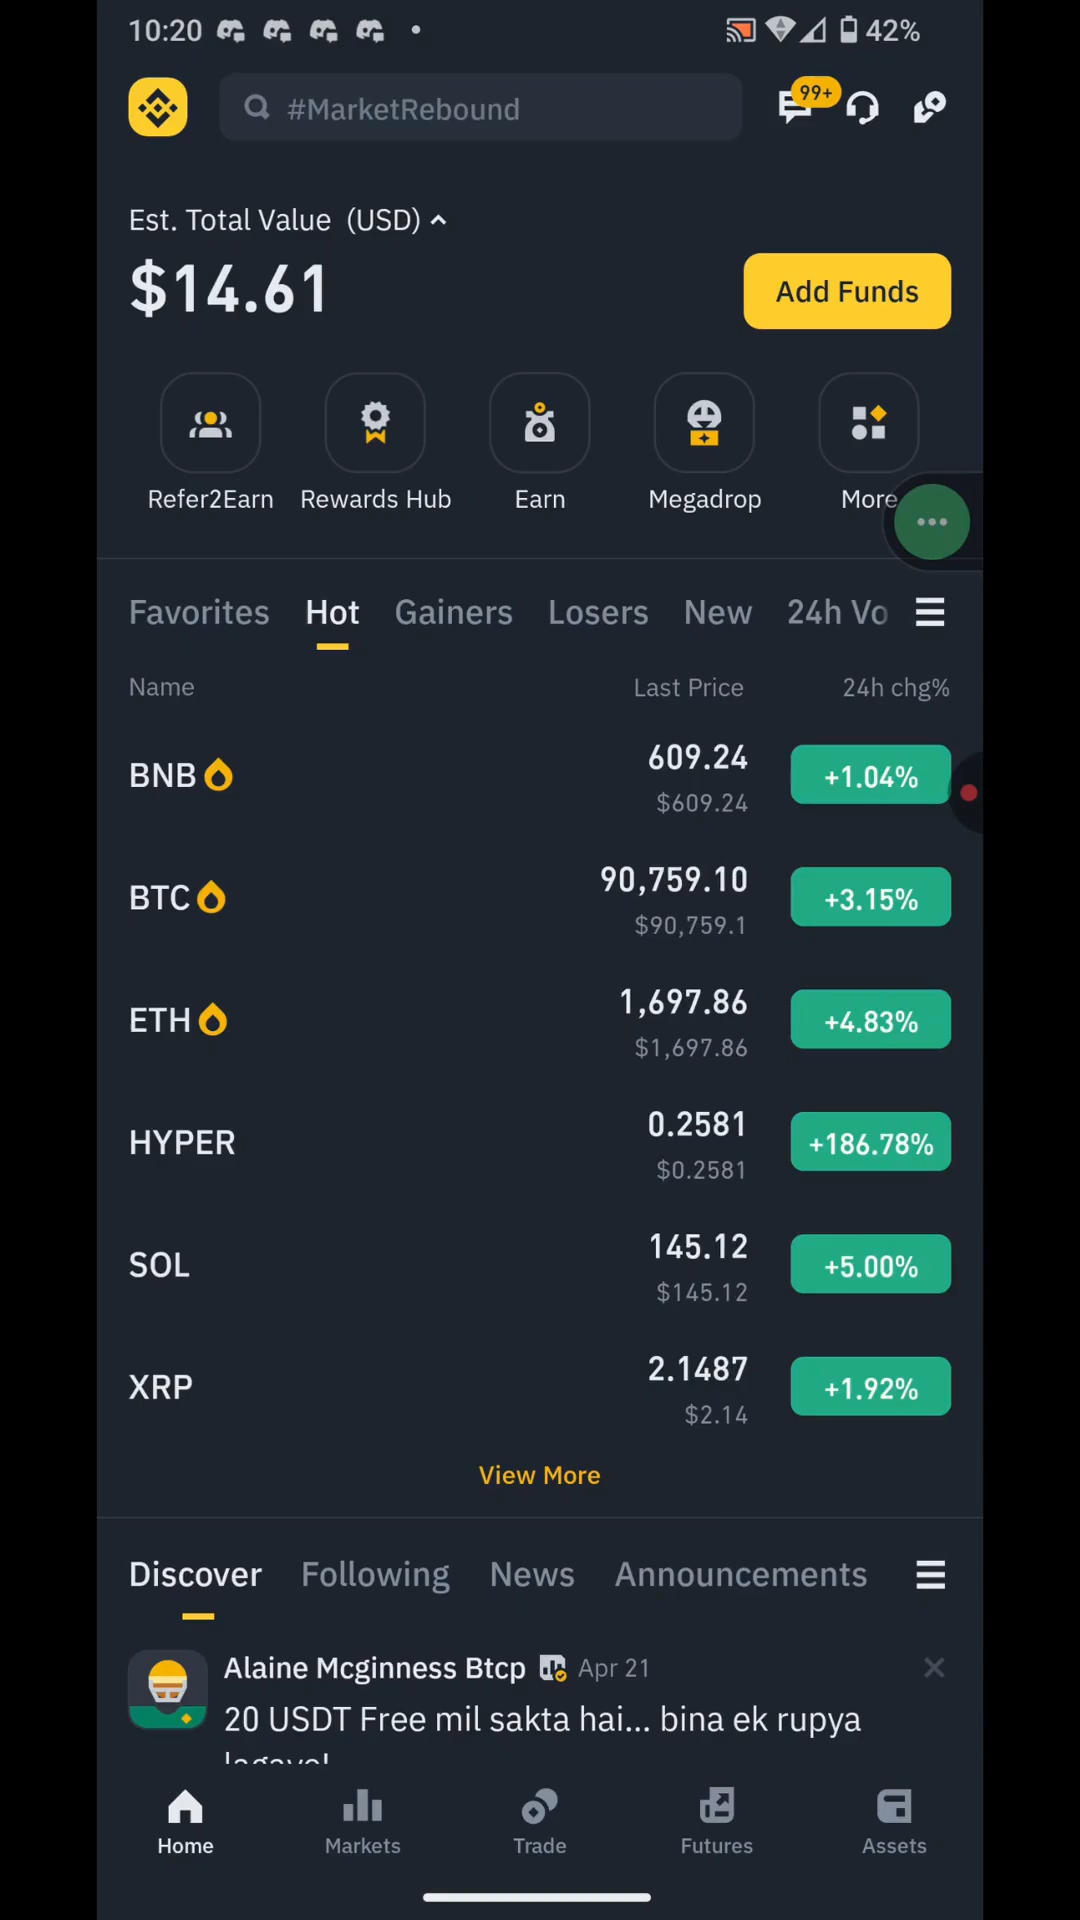 10:20
42%
#MarketRebound
99+
Est. Total Value (USD)
$14.61
Add Funds
Refer2Earn
Rewards Hub
Earn
Megadrop
More
Favorites
Hot
Gainers
Losers
New
24h Vo
Name
Last Price
24h chg%
BNB
609.24
$609.24
+1.04%
BTC
90,759.10
$90,759.1
+3.15%
ETH
1,697.86
$1,697.86
+4.83%
HYPER
0.2581
$0.2581
+186.78%
SOL
145.12
$145.12
+5.00%
XRP
2.1487
$2.14
+1.92%
View More
Discover
Following
News
Announcements
Alaine Mcginness Btcp
Apr 21
20 USDT Free mil sakta hai... bina ek rupya
lagaye!
Home
Markets
Trade
Futures
Assets